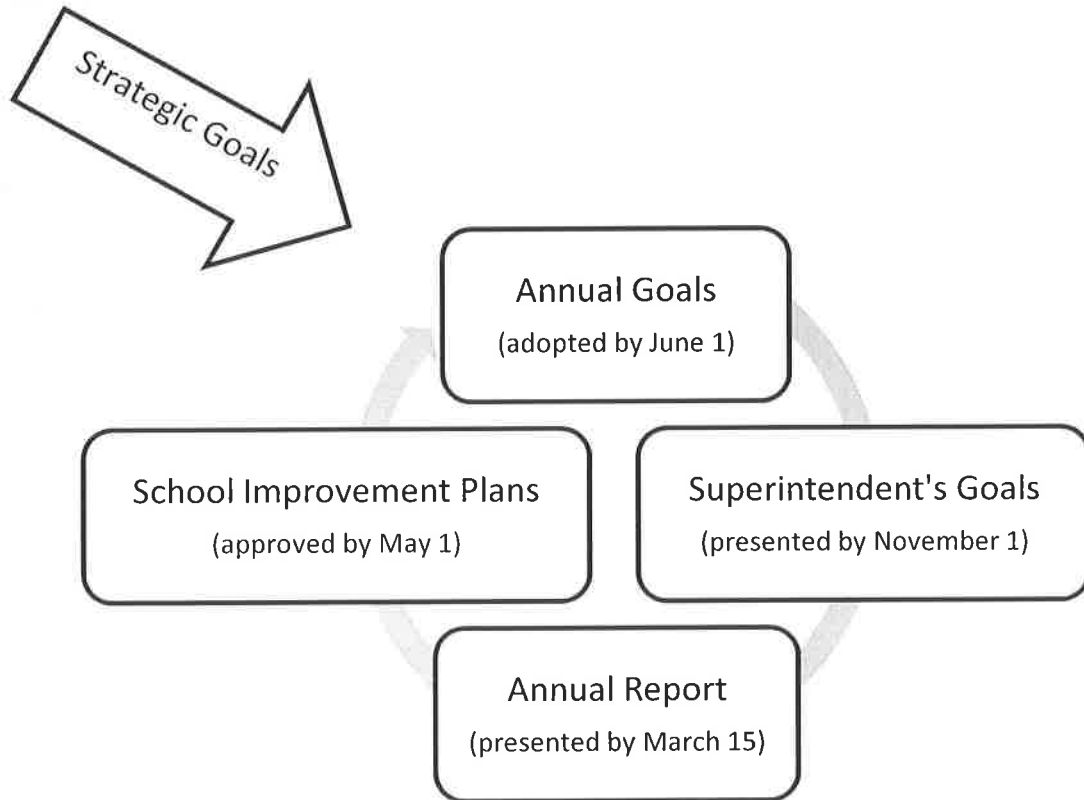 Strategic Goals
Annual Goals
(adopted by June 1)
School Improvement Plans
(approved by May 1)
Superintendent's Goals
(presented by November 1)
Annual Report
(presented by March 15)